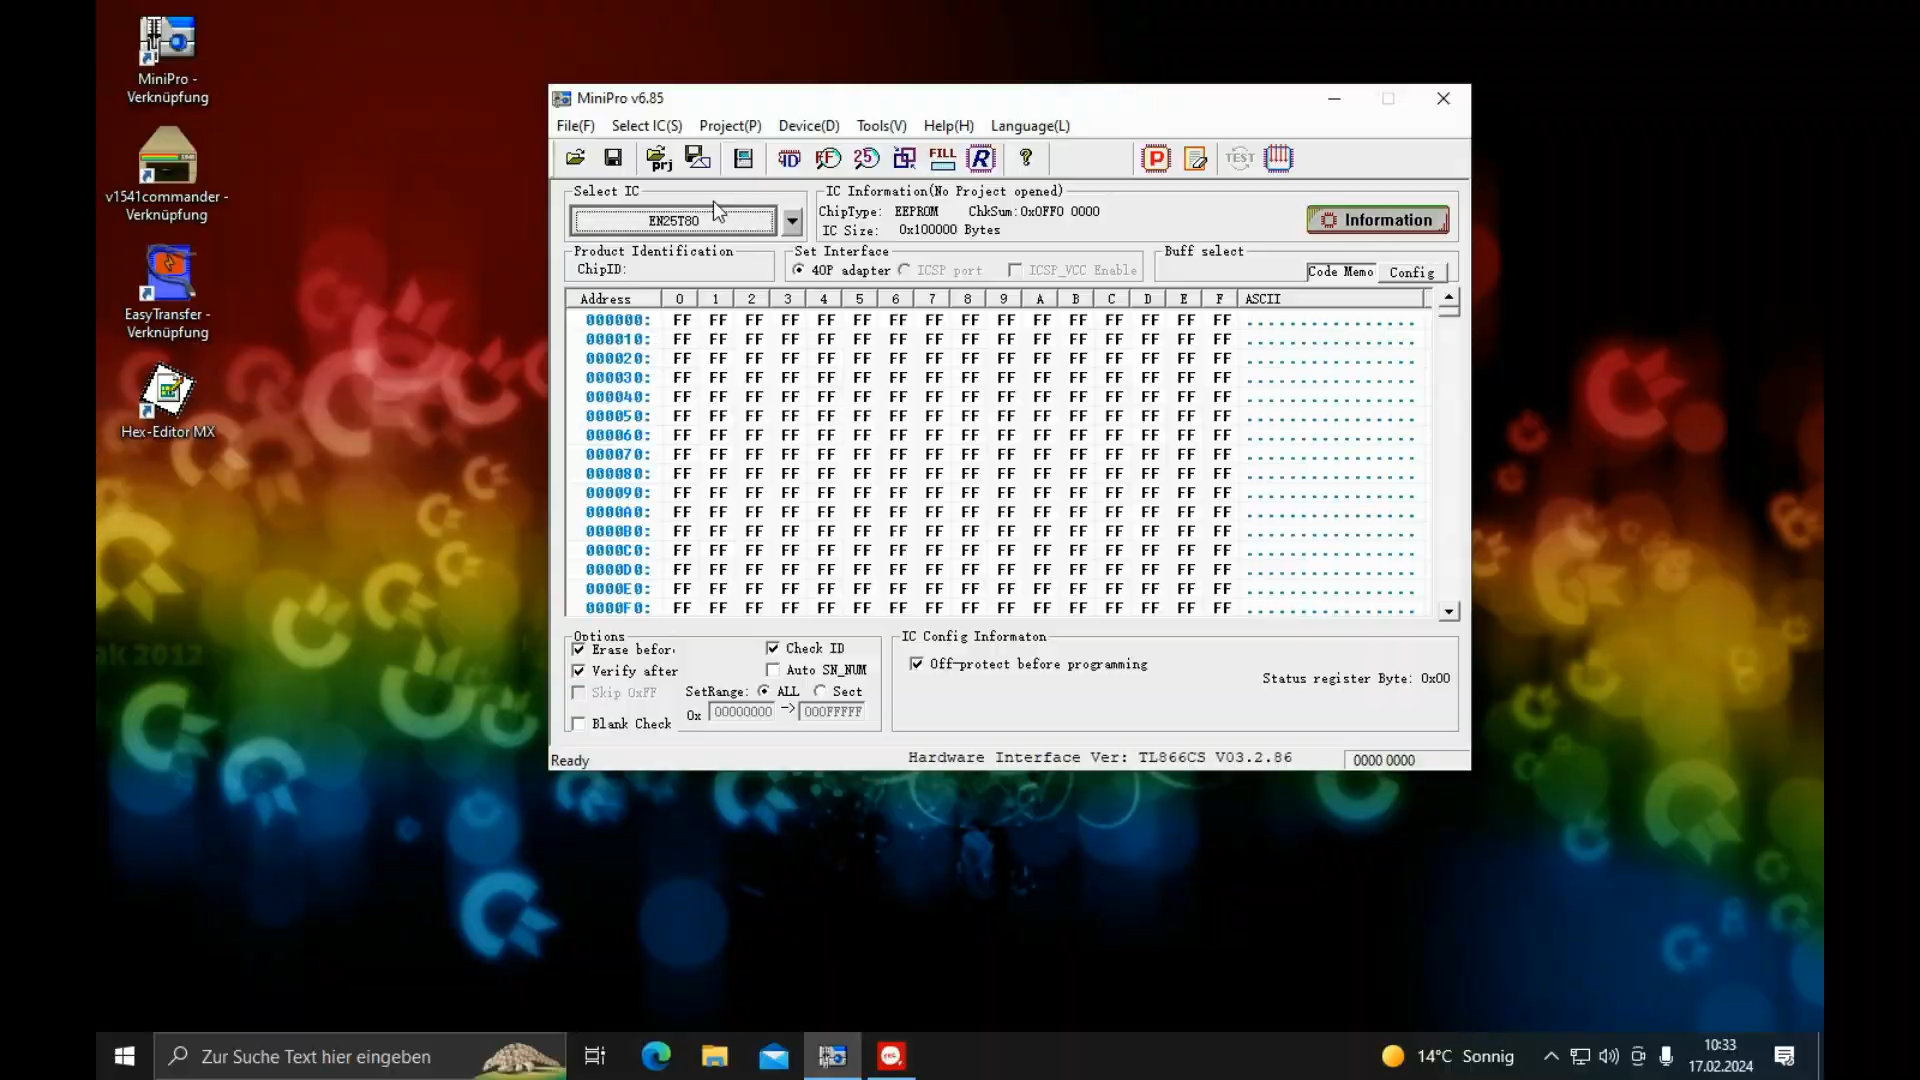 MiniPro -
Verknüpfung
v1541commander -
Verknüpfung
EasyTransfer -
Verknüpfung
Hex-Editor MX
ak 2012
MiniPro v6.85
File(F) Select IC(S) Project(P) Device(D) Tools(V) Help(H) Language(L)
prj ID FF 25 FILL R ? P TEST
Select IC
EN25T80
IC Information(No Project opened)
ChipType: EEPROM ChkSum:0x0FF0 0000
IC Size: 0x100000 Bytes
Information
Product Identification
ChipID:
Set Interface
40P adapter ICSP port ICSP_VCC Enable
Buff select
Code Memo Config
Address 0 1 2 3 4 5 6 7 8 9 A B C D E F ASCII
000000: FF FF FF FF FF FF FF FF FF FF FF FF FF FF FF FF ................
000010: FF FF FF FF FF FF FF FF FF FF FF FF FF FF FF FF ................
000020: FF FF FF FF FF FF FF FF FF FF FF FF FF FF FF FF ................
000030: FF FF FF FF FF FF FF FF FF FF FF FF FF FF FF FF ................
000040: FF FF FF FF FF FF FF FF FF FF FF FF FF FF FF FF ................
000050: FF FF FF FF FF FF FF FF FF FF FF FF FF FF FF FF ................
000060: FF FF FF FF FF FF FF FF FF FF FF FF FF FF FF FF ................
000070: FF FF FF FF FF FF FF FF FF FF FF FF FF FF FF FF ................
000080: FF FF FF FF FF FF FF FF FF FF FF FF FF FF FF FF ................
000090: FF FF FF FF FF FF FF FF FF FF FF FF FF FF FF FF ................
0000A0: FF FF FF FF FF FF FF FF FF FF FF FF FF FF FF FF ................
0000B0: FF FF FF FF FF FF FF FF FF FF FF FF FF FF FF FF ................
0000C0: FF FF FF FF FF FF FF FF FF FF FF FF FF FF FF FF ................
0000D0: FF FF FF FF FF FF FF FF FF FF FF FF FF FF FF FF ................
0000E0: FF FF FF FF FF FF FF FF FF FF FF FF FF FF FF FF ................
0000F0: FF FF FF FF FF FF FF FF FF FF FF FF FF FF FF FF ................
Options
Erase befor Check ID
Verify after Auto SN_NUM
Skip 0xFF SetRange: ALL Sect
0x 00000000 -> 000FFFFF
Blank Check
IC Config Informaton
Off-protect before programming
Status register Byte: 0x00
Ready Hardware Interface Ver: TL866CS V03.2.86 0000 0000
Zur Suche Text hier eingeben
rec
14°C Sonnig
10:33
17.02.2024